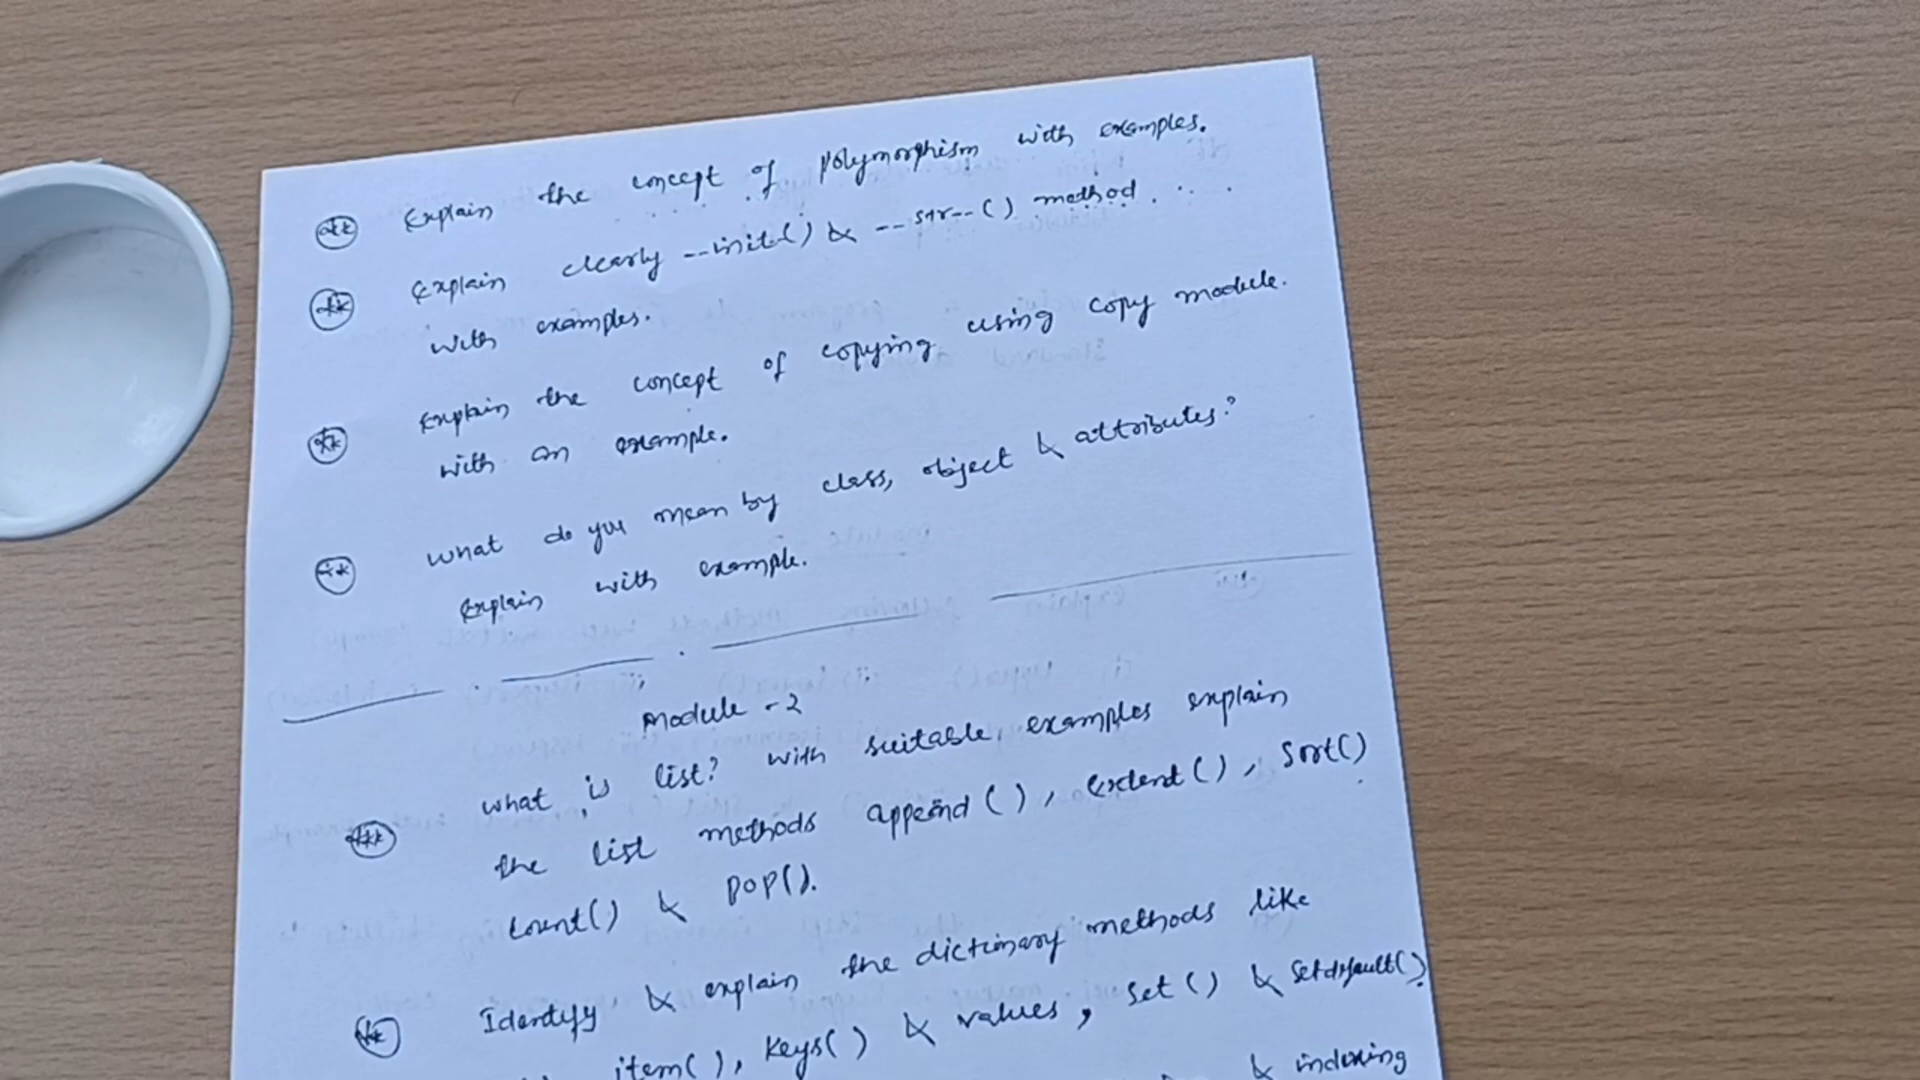 ** Explain the concept of polymorphism with examples.
** Explain clearly --init-() & --str--() method.
with examples.
** Explain the concept of copying using copy module.
with an example.
** what do you mean by class, object & attributes?
Explain with example.
Module - 2
what is list? with suitable examples explain
*** the list methods append(), extend(), sort()
count() & pop().
** Identify & explain the dictionary methods like
item(), keys() & values, set() & setdefault()
& indexing